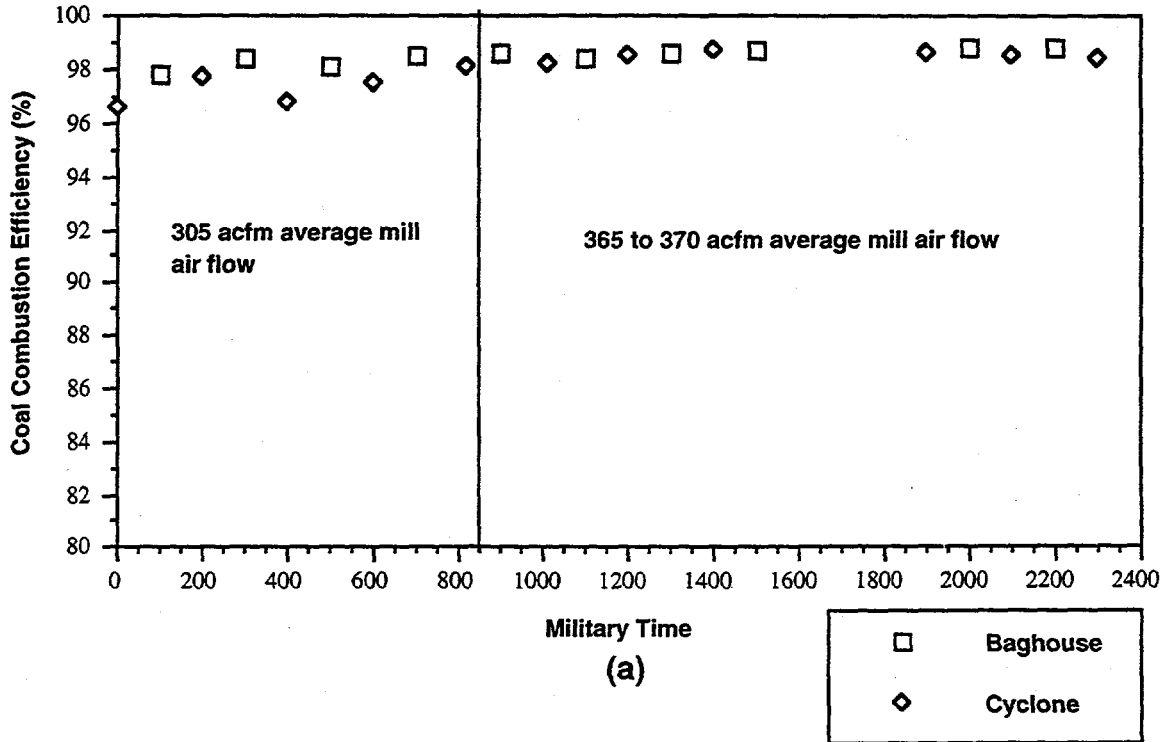 Coal Combustion Efficiency (%)
100
98
96
94
92
90
88
86
84
82
80
305 acfm average mill
air flow
365 to 370 acfm average mill air flow
0 200 400 600 800 1000 1200 1400 1600 1800 2000 2200 2400
Military Time
(a)
Baghouse
Cyclone